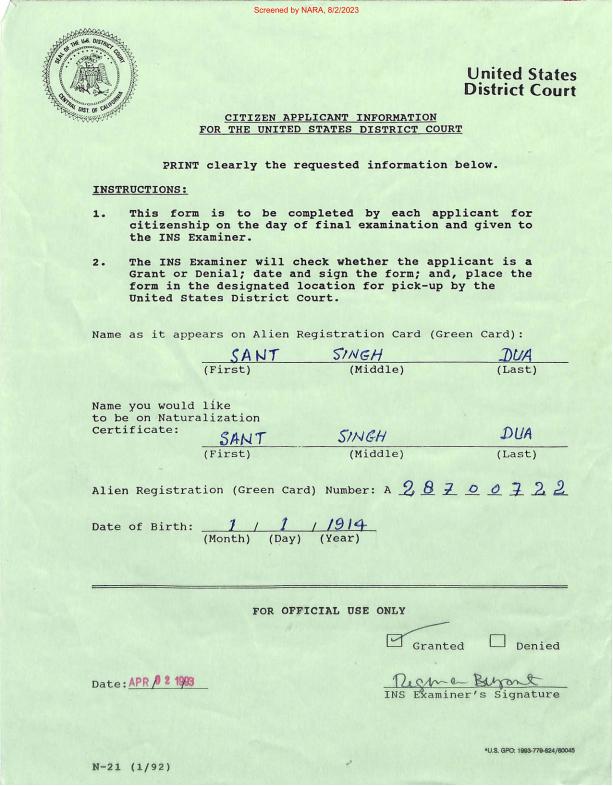 Screened by NARA, 8/2/2023
SEAL OF THE U.S. DISTRICT COURT
CENTRAL DIST. OF CALIFORNIA
United States
District Court
CITIZEN APPLICANT INFORMATION
FOR THE UNITED STATES DISTRICT COURT
PRINT clearly the requested information below.
INSTRUCTIONS:
1. This form is to be completed by each applicant for
citizenship on the day of final examination and given to
the INS Examiner.
2. The INS Examiner will check whether the applicant is a
Grant or Denial; date and sign the form; and, place the
form in the designated location for pick-up by the
United States District Court.
Name as it appears on Alien Registration Card (Green Card):
SANT SINGH DUA
(First) (Middle) (Last)
Name you would like
to be on Naturalization
Certificate:
SANT SINGH DUA
(First) (Middle) (Last)
Alien Registration (Green Card) Number: A 28700722
Date of Birth: 1 / 1 / 1914
(Month) (Day) (Year)
FOR OFFICIAL USE ONLY
Granted Denied
Date: APR 02 1993
INS Examiner's Signature
*U.S. GPO: 1993-779-624/60045
N-21 (1/92)